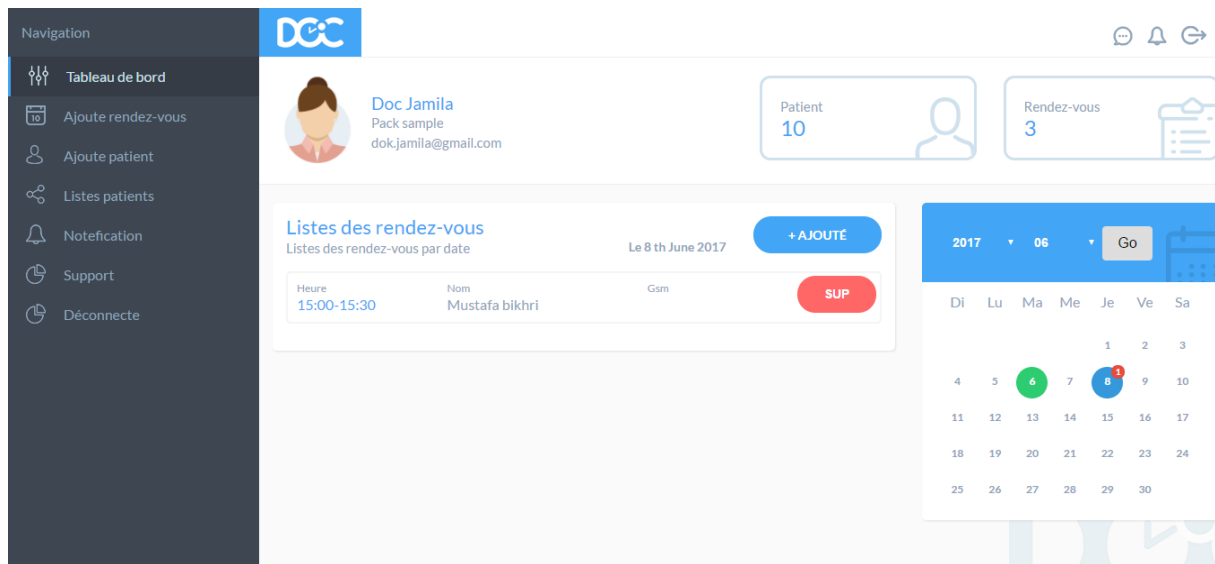 Navigation
Tableau de bord
10
Ajoute rendez-vous
Ajoute patient
Listes patients
Notefication
Support
Déconnecte
DOC
Doc Jamila
Pack sample
dok.jamila@gmail.com
Patient
10
Rendez-vous
3
Listes des rendez-vous
Listes des rendez-vous par date
Le 8 th June 2017
+ AJOUTÉ
Heure Nom Gsm
15:00-15:30 Mustafa bikhri
SUP
2017 06 Go
Di Lu Ma Me Je Ve Sa
1 2 3
4 5 6 7 8 1 9 10
11 12 13 14 15 16 17
18 19 20 21 22 23 24
25 26 27 28 29 30